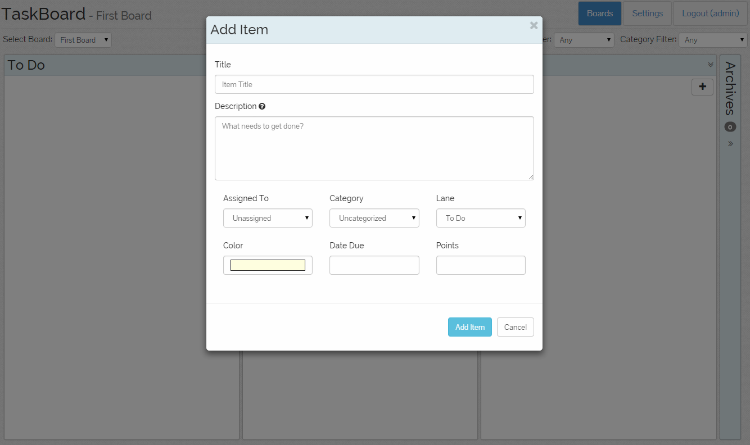 TaskBoard - First Board
Boards
Settings
Logout (admin)
Select Board: First Board
Any
Category Filter: Any
To Do
Archives
0
Add Item
Title
Item Title
Description
What needs to get done?
Assigned To
Category
Lane
Unassigned
Uncategorized
To Do
Color
Date Due
Points
Add Item
Cancel